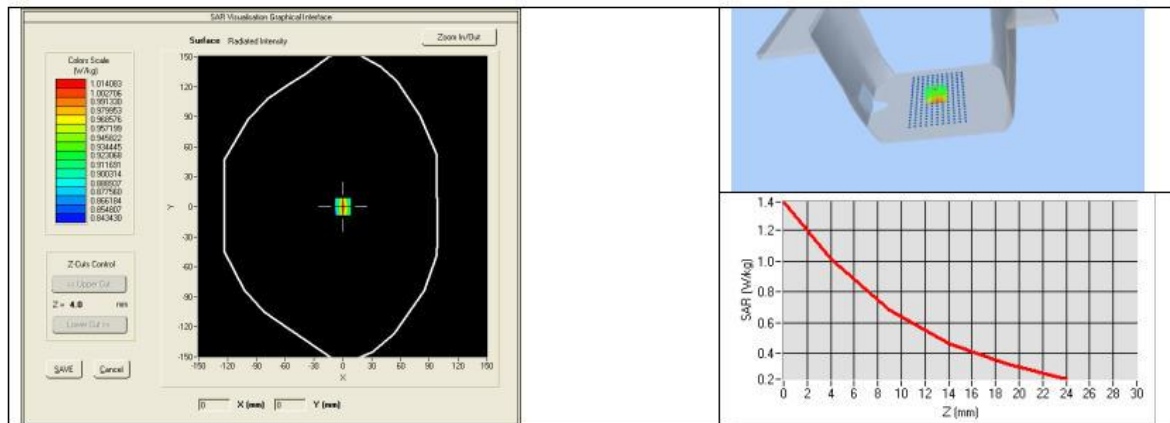 SAR Visualisation Graphical Interface
Surface Radiated Intensity
Zoom In/Out
Colors Scale
(W/kg)
1.014083
1.002706
0.991330
0.979953
0.968576
0.957199
0.945822
0.934445
0.923068
0.911691
0.900314
0.888937
0.877560
0.866184
0.854807
0.843430
Z-Cuts Control
<< Upper Cut
Z = 4.0 mm
Lower Cut >>
SAVE Cancel
150
120
90
60
30
0
-30
-60
-90
-120
-150
Y
-150 -120 -90 -60 -30 0 30 60 90 120 150
X
0 X (mm) 0 Y (mm)
1.4
1.2
1.0
0.8
0.6
0.4
0.2
SAR (W/kg)
0 2 4 6 8 10 12 14 16 18 20 22 24 26 28 30
Z (mm)